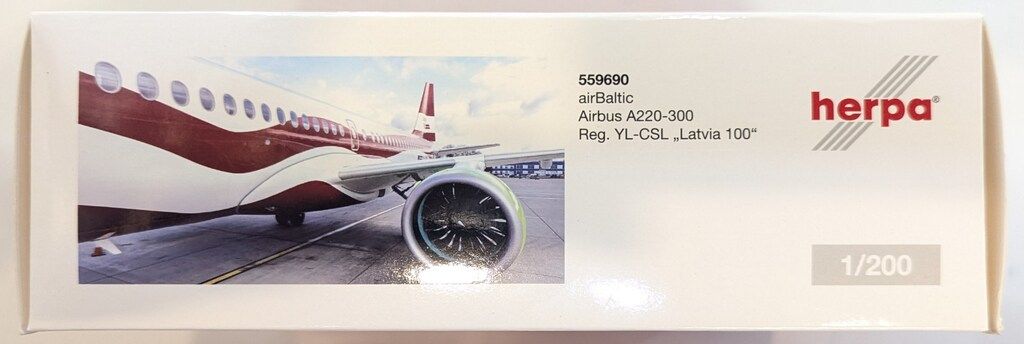 559690
airBaltic
Airbus A220-300
Reg. YL-CSL „Latvia 100“
herpa®
1/200